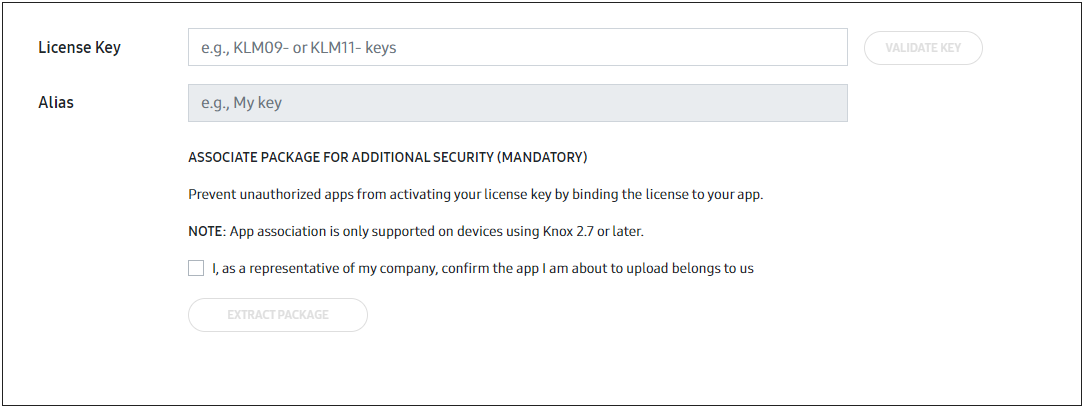 License Key
e.g., KLM09- or KLM11- keys
VALIDATE KEY
Alias
e.g., My key
ASSOCIATE PACKAGE FOR ADDITIONAL SECURITY (MANDATORY)
Prevent unauthorized apps from activating your license key by binding the license to your app.
NOTE: App association is only supported on devices using Knox 2.7 or later.
I, as a representative of my company, confirm the app I am about to upload belongs to us
EXTRACT PACKAGE